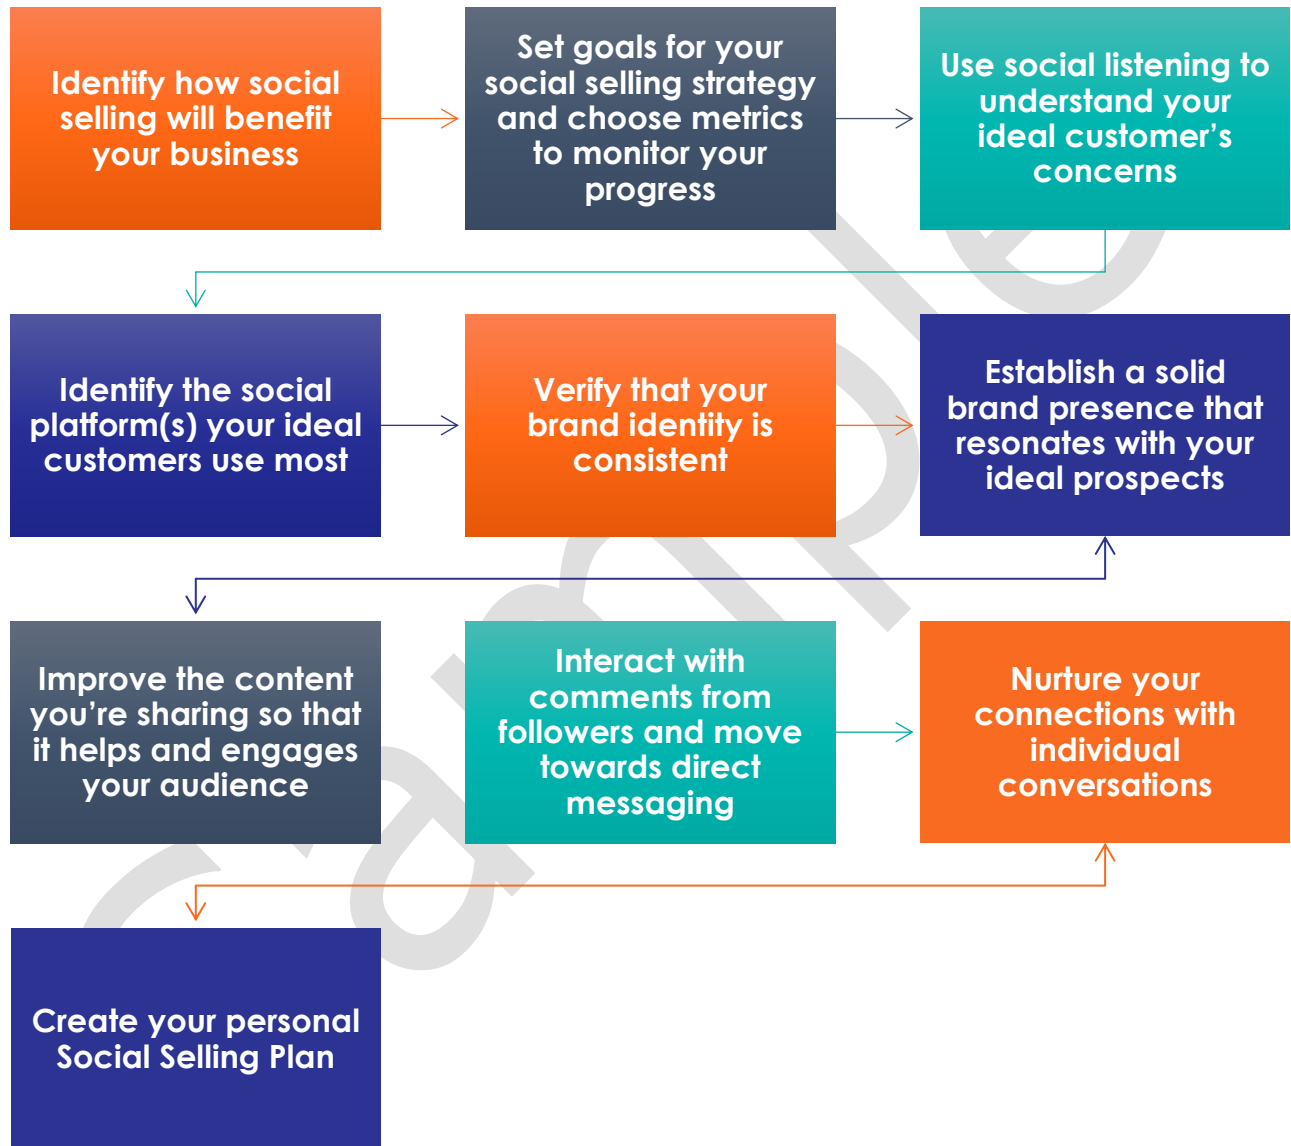 Identify how social
selling will benefit
your business
Set goals for your
social selling strategy
and choose metrics
to monitor your
progress
Use social listening to
understand your
ideal customer’s
concerns
Identify the social
platform(s) your ideal
customers use most
Verify that your
brand identity is
consistent
Establish a solid
brand presence that
resonates with your
ideal prospects
Improve the content
you’re sharing so that
it helps and engages
your audience
Interact with
comments from
followers and move
towards direct
messaging
Nurture your
connections with
individual
conversations
Create your personal
Social Selling Plan
Sample